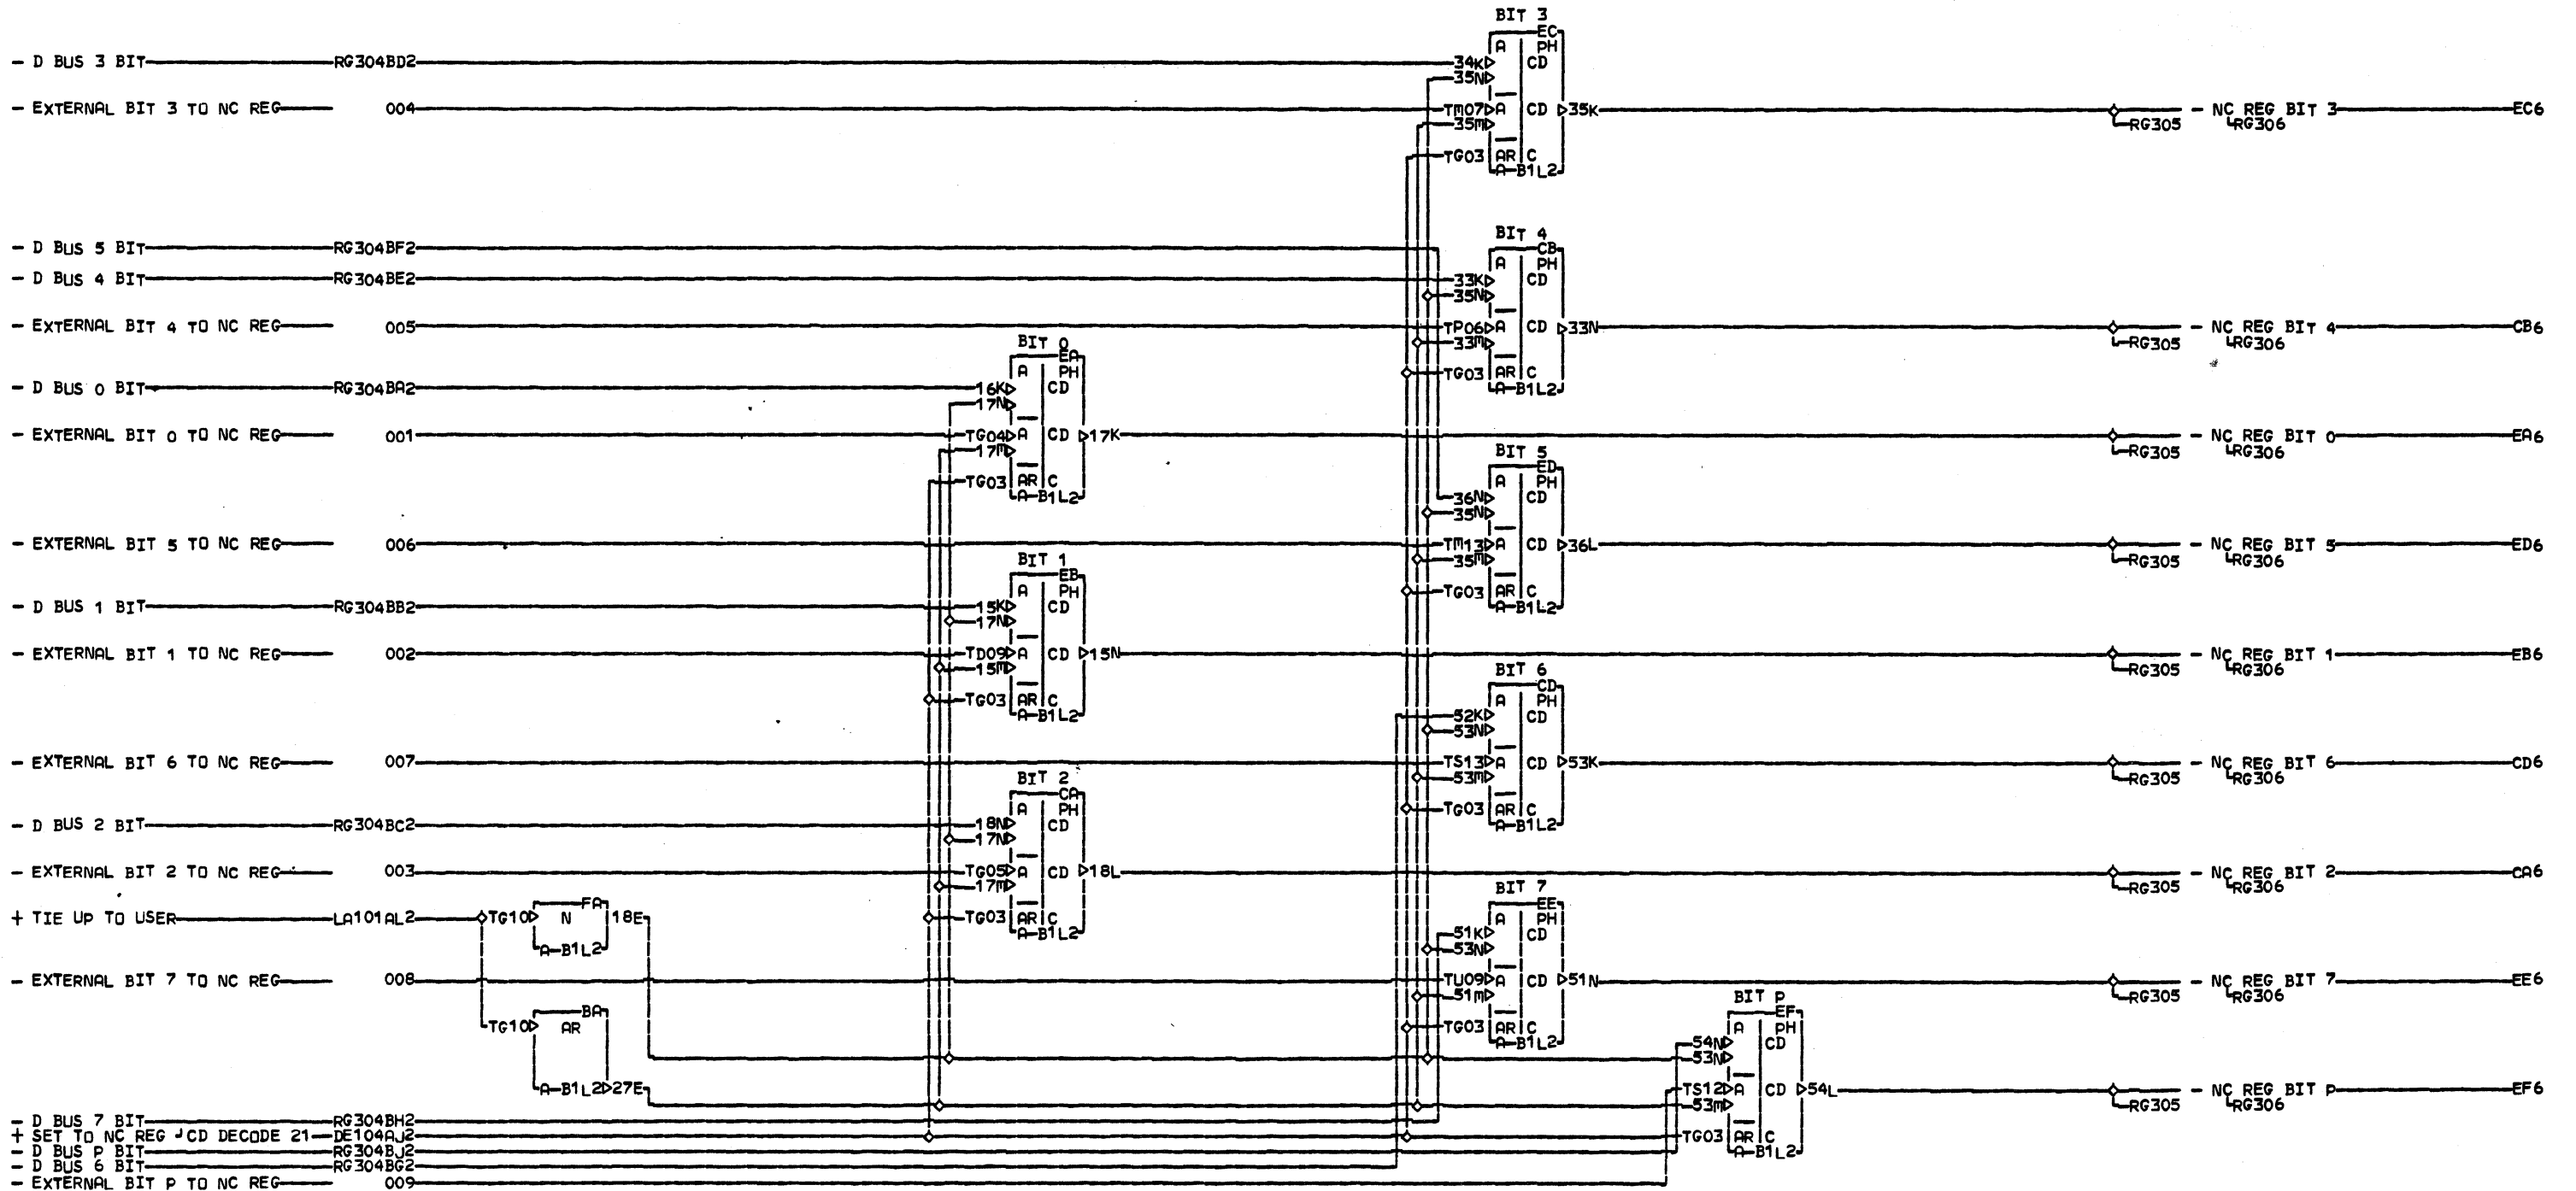 BIT 3
EC
A PH
- D BUS 3 BIT RG304BD2 34K CD
35N
- EXTERNAL BIT 3 TO NC REG 004 TM07 A CD 35K - NC REG BIT 3 EC6
35M RG305 RG306
TG03 AR C
A-B1L2
BIT 4
- D BUS 5 BIT RG304BF2 CB
A PH
- D BUS 4 BIT RG304BE2 33K CD
35N
- EXTERNAL BIT 4 TO NC REG 005 TP06 A CD 33N - NC REG BIT 4 CB6
BIT 0 33M RG305 RG306
EA
A PH TG03 AR C
- D BUS 0 BIT RG304BA2 16K CD A-B1L2
17N
- EXTERNAL BIT 0 TO NC REG 001 TG04 A CD 17K - NC REG BIT 0 EA6
17M BIT 5 RG305 RG306
ED
TG03 AR C A PH
A-B1L2 36N CD
35N
- EXTERNAL BIT 5 TO NC REG 006 TM13 A CD 36L - NC REG BIT 5 ED6
BIT 1 35M RG305 RG306
EB
A PH TG03 AR C
- D BUS 1 BIT RG304BB2 15K CD A-B1L2
17N
- EXTERNAL BIT 1 TO NC REG 002 TD09 A CD 15N - NC REG BIT 1 EB6
15M BIT 6 RG305 RG306
CD
TG03 AR C A PH
A-B1L2 52K CD
53N
- EXTERNAL BIT 6 TO NC REG 007 TS13 A CD 53K - NC REG BIT 6 CD6
BIT 2 53M RG305 RG306
CA
A PH TG03 AR C
- D BUS 2 BIT RG304BC2 18N CD A-B1L2
17N
- EXTERNAL BIT 2 TO NC REG 003 TG05 A CD 18L - NC REG BIT 2 CA6
17M BIT 7 RG305 RG306
FA EE
+ TIE UP TO USER LA101AL2 TG10 N 18E TG03 AR C A PH
A-B1L2 A-B1L2 51K CD
53N
- EXTERNAL BIT 7 TO NC REG 008 TU09 A CD 51N - NC REG BIT 7 EE6
51M BIT P RG305 RG306
BA EF
TG10 AR TG03 AR C A PH
A-B1L2 54N CD
53N
A-B1L2 27E TS12 A CD 54L - NC REG BIT P EF6
53M RG305 RG306
- D BUS 7 BIT RG304BH2
+ SET TO NC REG CD DECODE 21 DE104AJ2 TG03 AR C
- D BUS P BIT RG304BJ2 A-B1L2
- D BUS 6 BIT RG304BG2
- EXTERNAL BIT P TO NC REG 009